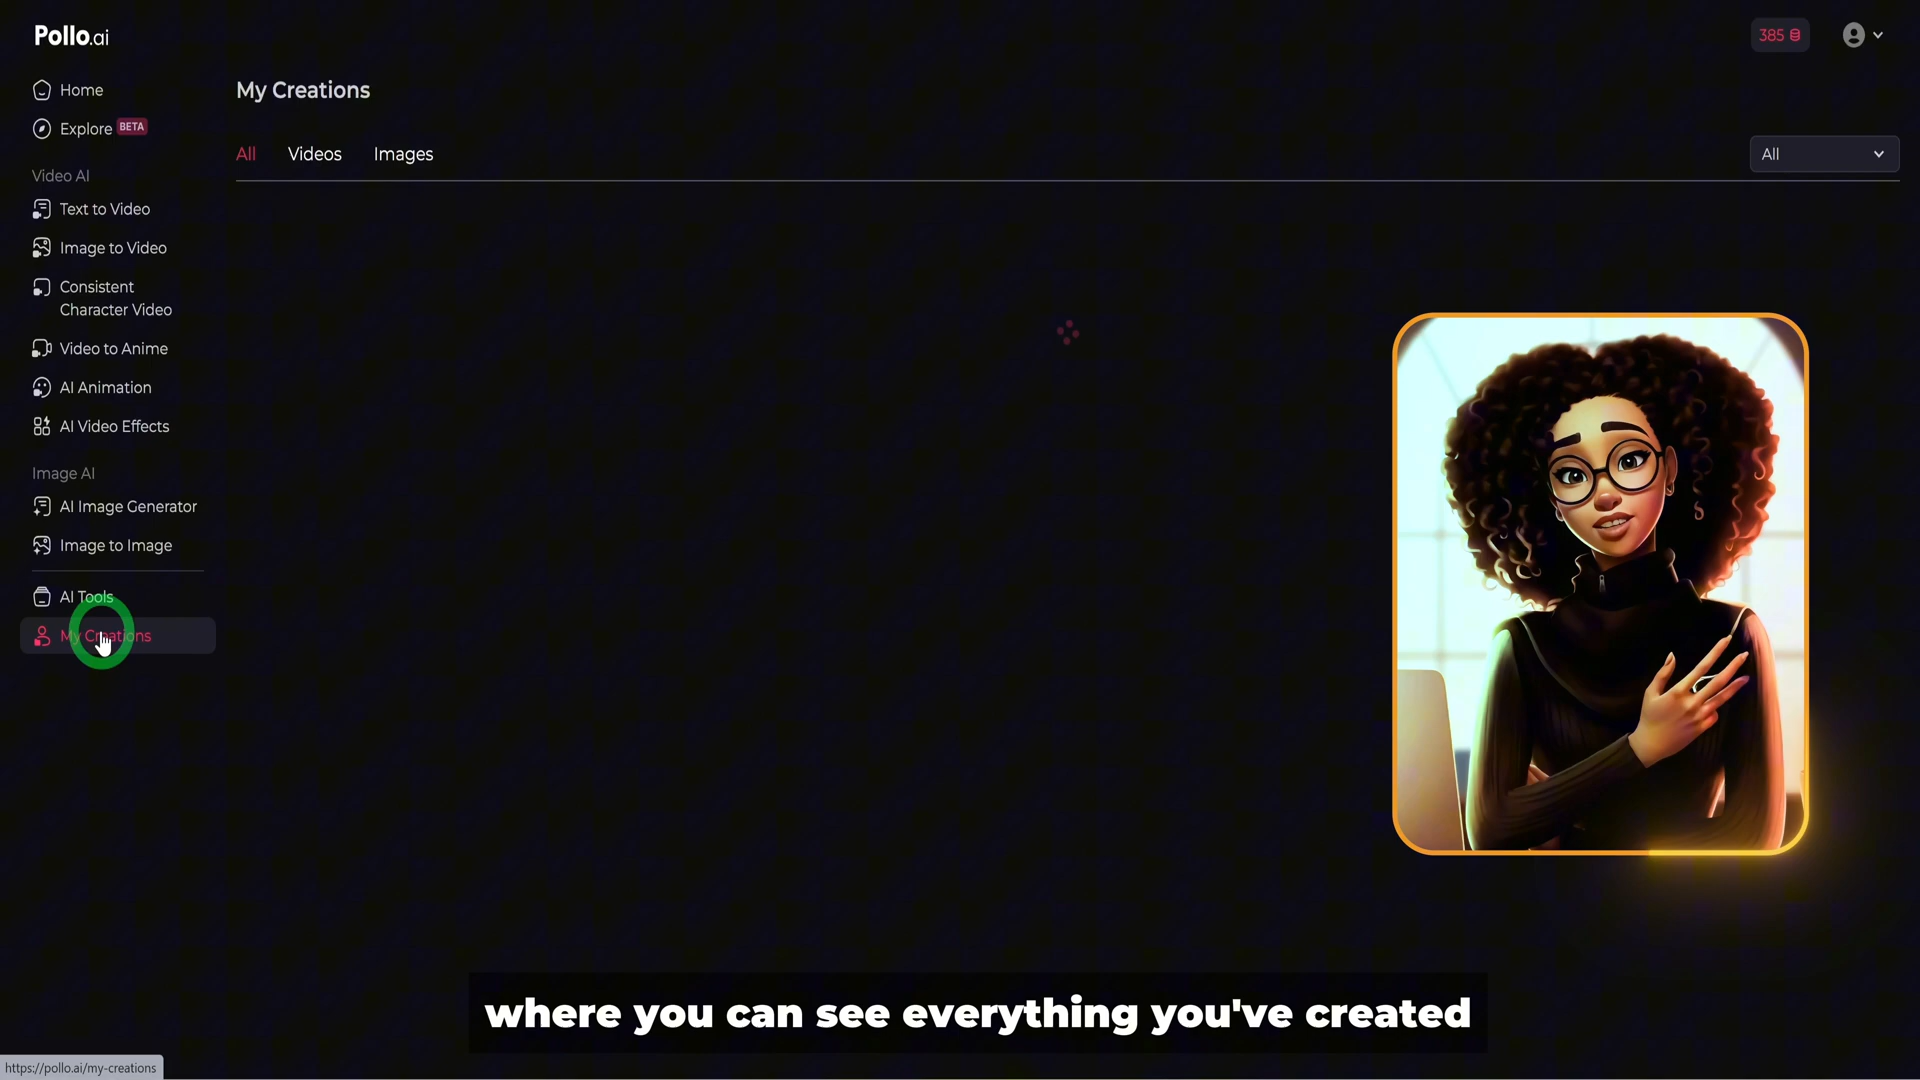 Pollo.ai
385
Home
My Creations
Explore BETA
All Videos Images
All
Video AI
Text to Video
Image to Video
Consistent
Character Video
Video to Anime
AI Animation
AI Video Effects
Image AI
AI Image Generator
Image to Image
AI Tools
My Creations
where you can see everything you've created
https://pollo.ai/my-creations